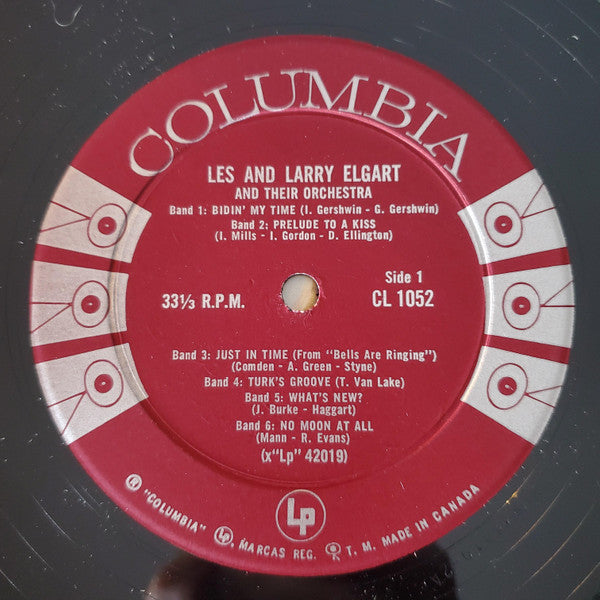 COLUMBIA
LES AND LARRY ELGART
AND THEIR ORCHESTRA
Band 1: BIDIN' MY TIME (I. Gershwin - G. Gershwin)
Band 2: PRELUDE TO A KISS
(I. Mills - I. Gordon - D. Ellington)
33⅓ R.P.M.
Side 1
CL 1052
Band 3: JUST IN TIME (From "Bells Are Ringing")
(Comden - A. Green - Styne)
Band 4: TURK'S GROOVE (T. Van Lake)
Band 5: WHAT'S NEW?
(J. Burke - Haggart)
Band 6: NO MOON AT ALL
(Mann - R. Evans)
(x"Lp" 42019)
Lp
® "COLUMBIA" Lp, MARCAS REG. T. M. MADE IN CANADA